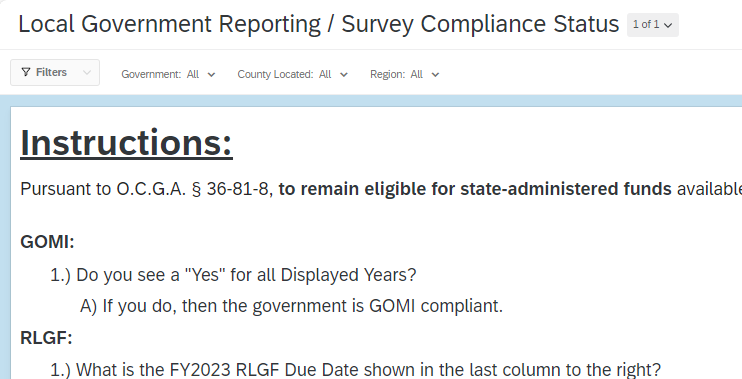 Local Government Reporting / Survey Compliance Status 1 of 1
Filters Government: All County Located: All Region: All
Instructions:
Pursuant to O.C.G.A. § 36-81-8, to remain eligible for state-administered funds available
GOMI:
1.) Do you see a "Yes" for all Displayed Years?
A) If you do, then the government is GOMI compliant.
RLGF:
1.) What is the FY2023 RLGF Due Date shown in the last column to the right?